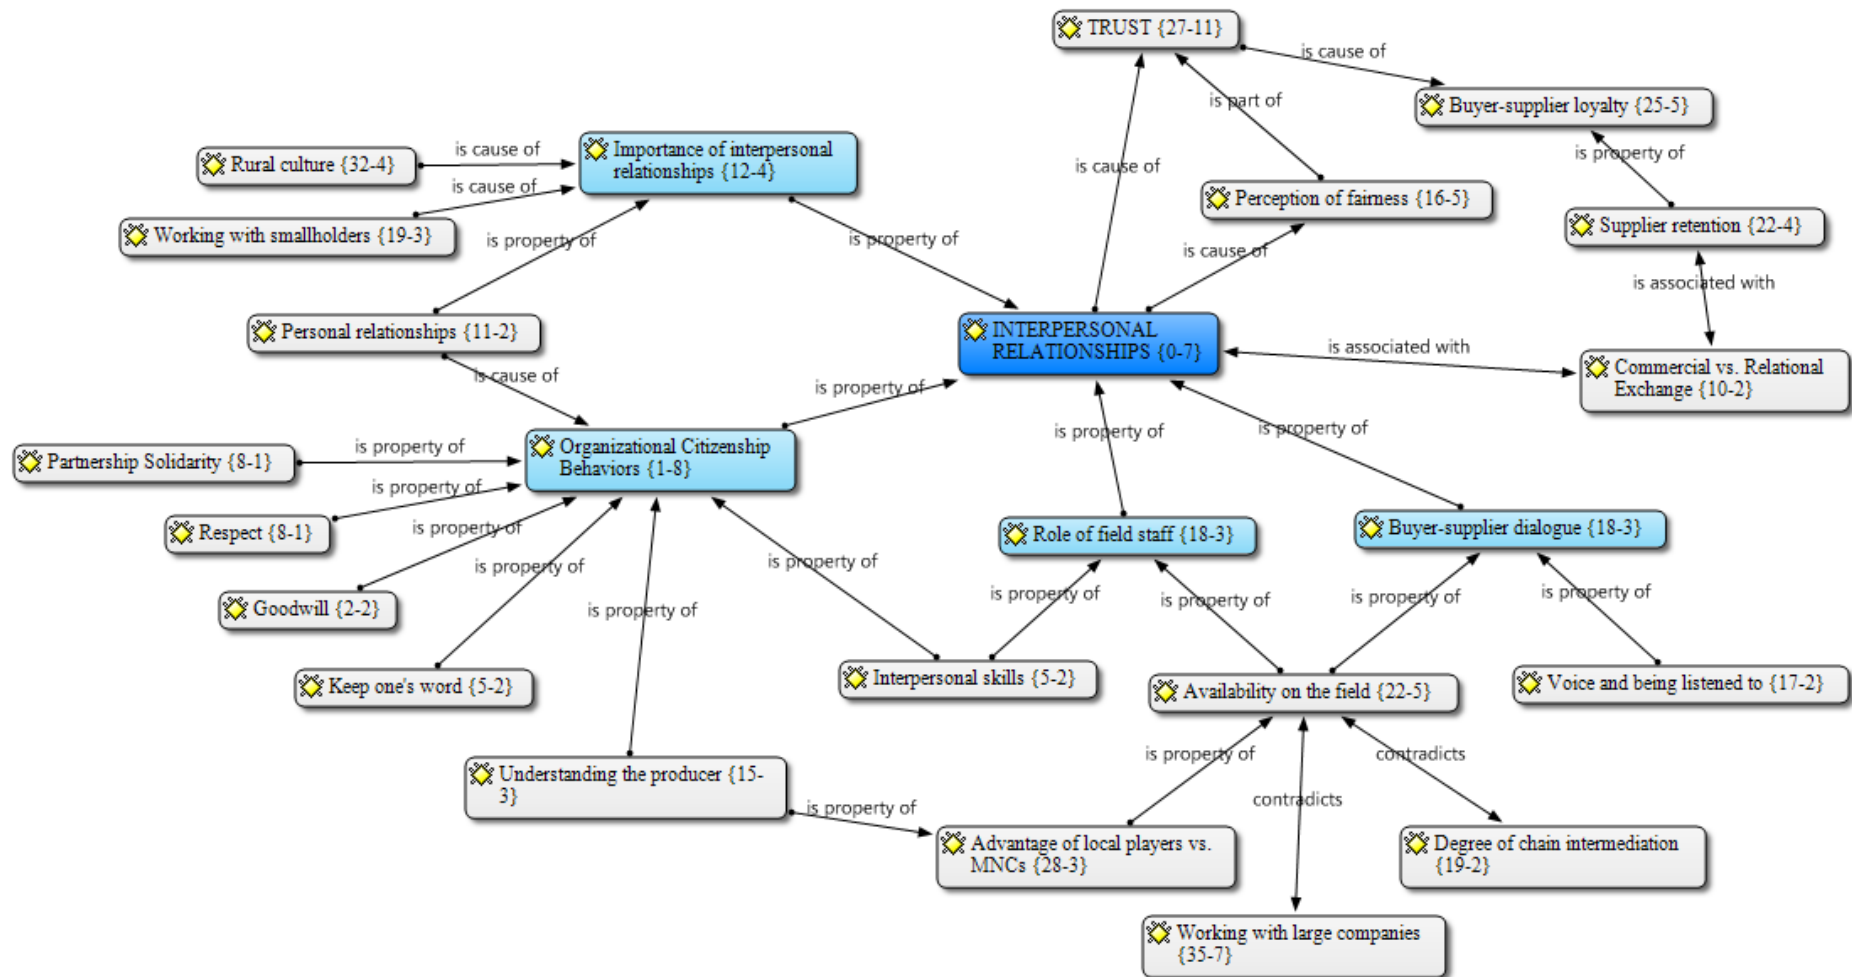 TRUST {27-11}
is cause of
Buyer-supplier loyalty {25-5}
is part of
is property of
is cause of
Rural culture {32-4}
is cause of
Importance of interpersonal
relationships {12-4}
is cause of
Working with smallholders {19-3}
is property of
is property of
Perception of fairness {16-5}
is cause of
Supplier retention {22-4}
is associated with
Personal relationships {11-2}
is cause of
INTERPERSONAL
RELATIONSHIPS {0-7}
is associated with
Commercial vs. Relational
Exchange {10-2}
is property of
Partnership Solidarity {8-1}
is property of
Organizational Citizenship
Behaviors {1-8}
is property of
is property of
is property of
Respect {8-1}
is property of
Role of field staff {18-3}
Buyer-supplier dialogue {18-3}
is property of
is property of
Goodwill {2-2}
is property of
is property of
is property of
is property of
is property of
Keep one's word {5-2}
Interpersonal skills {5-2}
Availability on the field {22-5}
Voice and being listened to {17-2}
Understanding the producer {15-
3}
is property of
is property of
contradicts
contradicts
Advantage of local players vs.
MNCs {28-3}
Degree of chain intermediation
{19-2}
Working with large companies
{35-7}